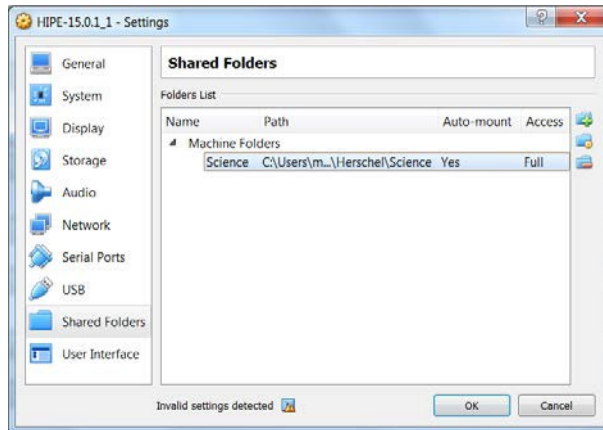 HIPE-15.0.1_1 - Settings
General
System
Display
Storage
Audio
Network
Serial Ports
USB
Shared Folders
User Interface
Shared Folders
Folders List
Name Path Auto-mount Access
Machine Folders
Science C:\Users\m...\Herschel\Science Yes Full
Invalid settings detected
OK Cancel